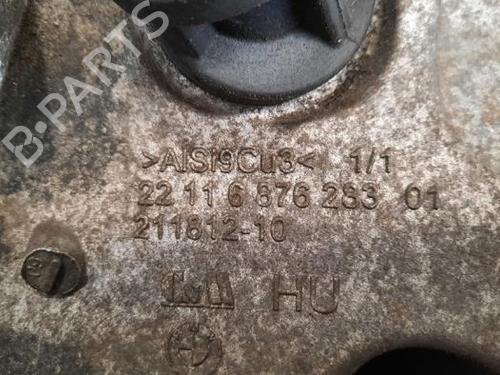 B-PARTS
>AlSi9Cu3< 1/1
22 11 6 876 283 01
211812-10
HU